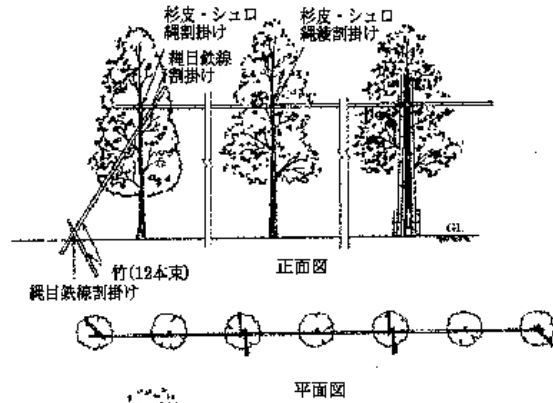 杉皮・シュロ
縄割掛け
縄目鉄線
割掛け
杉皮・シュロ
縄綾割掛け
GL
竹(12本束)
縄目鉄線割掛け
正面図
平面図